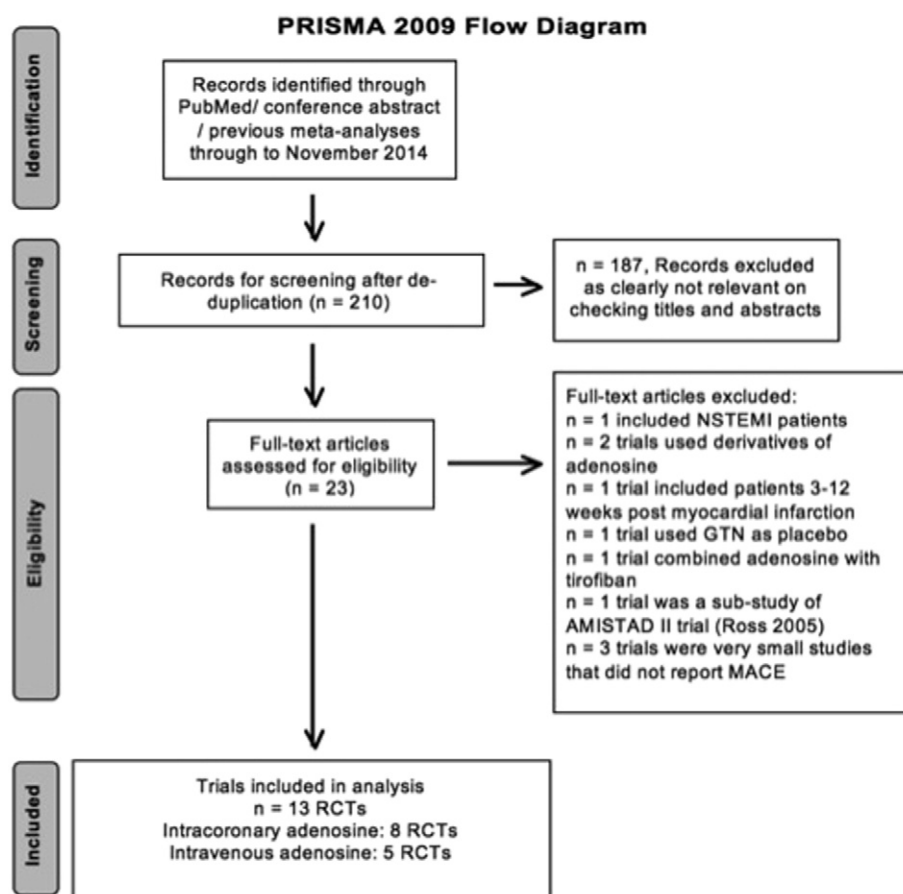 PRISMA 2009 Flow Diagram
Identification
Records identified through
PubMed/ conference abstract
/ previous meta-analyses
through to November 2014
Screening
Records for screening after de-
duplication (n = 210)
n = 187, Records excluded
as clearly not relevant on
checking titles and abstracts
Eligibility
Full-text articles
assessed for eligibility
(n = 23)
Full-text articles excluded:
n = 1 included NSTEMI patients
n = 2 trials used derivatives of
adenosine
n = 1 trial included patients 3-12
weeks post myocardial infarction
n = 1 trial used GTN as placebo
n = 1 trial combined adenosine with
tirofiban
n = 1 trial was a sub-study of
AMISTAD II trial (Ross 2005)
n = 3 trials were very small studies
that did not report MACE
Included
Trials included in analysis
n = 13 RCTs
Intracoronary adenosine: 8 RCTs
Intravenous adenosine: 5 RCTs